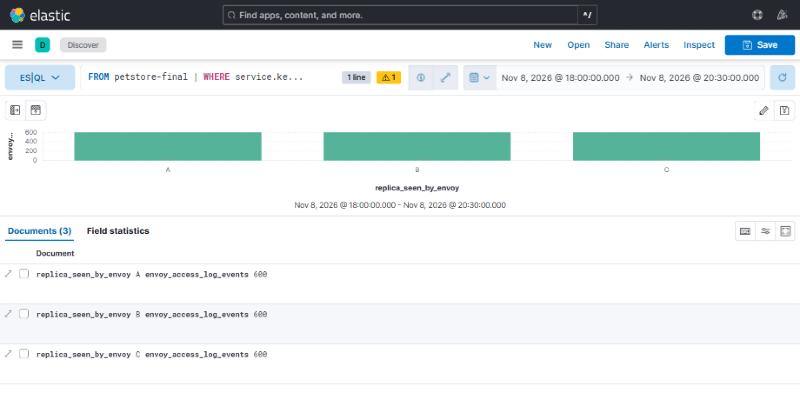 elastic
Find apps, content, and more.
^/
D
Discover
New
Open
Share
Alerts
Inspect
Save
ES|QL
FROM petstore-final | WHERE service.ke...
1 line
1
Nov 8, 2026 @ 18:00:00.000 → Nov 8, 2026 @ 20:30:00.000
envoy...
600
400
200
0
A
B
C
replica_seen_by_envoy
Nov 8, 2026 @ 18:00:00.000 - Nov 8, 2026 @ 20:30:00.000
Documents (3)
Field statistics
Document
replica_seen_by_envoy A envoy_access_log_events 600
replica_seen_by_envoy B envoy_access_log_events 600
replica_seen_by_envoy C envoy_access_log_events 600